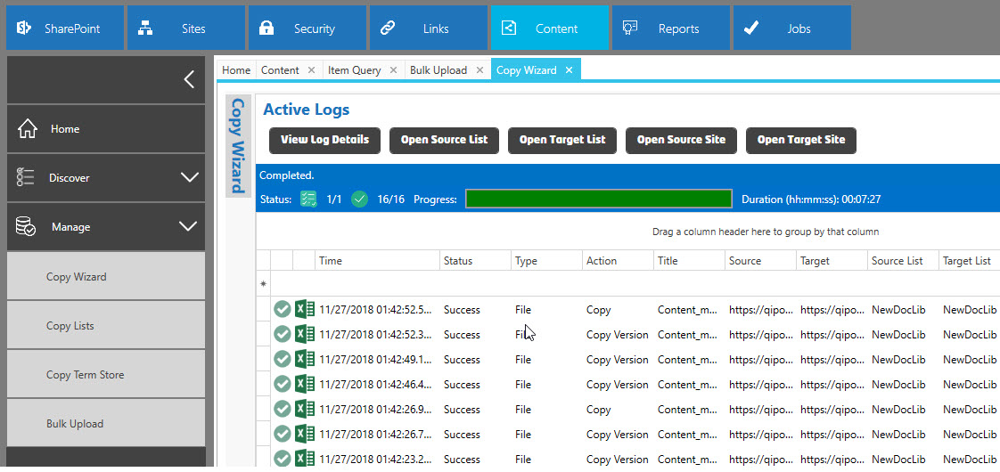 SharePoint Sites Security Links Content Reports Jobs
Home Content Item Query Bulk Upload Copy Wizard
Home
Discover
Manage
Copy Wizard
Copy Lists
Copy Term Store
Bulk Upload
Copy Wizard
Active Logs
View Log Details Open Source List Open Target List Open Source Site Open Target Site
Completed.
Status: 1/1 16/16 Progress: Duration (hh:mm:ss): 00:07:27
Drag a column header here to group by that column
Time Status Type Action Title Source Target Source List Target List
11/27/2018 01:42:52.5... Success File Copy Content_m... https://qipo... https://qipo... NewDocLib NewDocLib
11/27/2018 01:42:52.3... Success File Copy Version Content_m... https://qipo... https://qipo... NewDocLib NewDocLib
11/27/2018 01:42:49.1... Success File Copy Version Content_m... https://qipo... https://qipo... NewDocLib NewDocLib
11/27/2018 01:42:46.4... Success File Copy Version Content_m... https://qipo... https://qipo... NewDocLib NewDocLib
11/27/2018 01:42:26.9... Success File Copy Content_m... https://qipo... https://qipo... NewDocLib NewDocLib
11/27/2018 01:42:26.7... Success File Copy Version Content_m... https://qipo... https://qipo... NewDocLib NewDocLib
11/27/2018 01:42:23.2... Success File Copy Version Content_m... https://qipo... https://qipo... NewDocLib NewDocLib